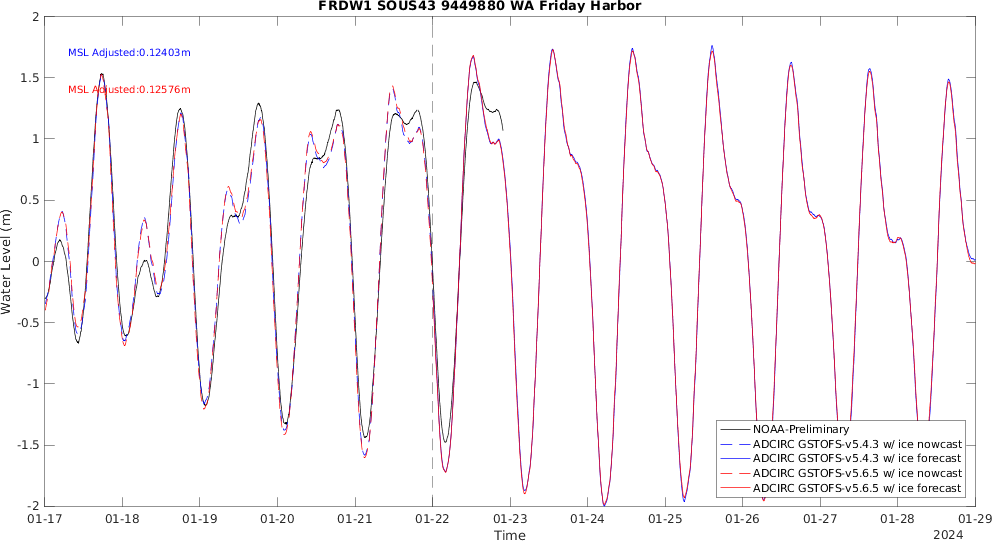 FRDW1 SOUS43 9449880 WA Friday Harbor
MSL Adjusted:0.12403m
MSL Adjusted:0.12576m
Water Level (m)
2
1.5
1
0.5
0
-0.5
-1
-1.5
-2
NOAA-Preliminary
ADCIRC GSTOFS-v5.4.3 w/ ice nowcast
ADCIRC GSTOFS-v5.4.3 w/ ice forecast
ADCIRC GSTOFS-v5.6.5 w/ ice nowcast
ADCIRC GSTOFS-v5.6.5 w/ ice forecast
01-17 01-18 01-19 01-20 01-21 01-22 01-23 01-24 01-25 01-26 01-27 01-28 01-29
Time
2024